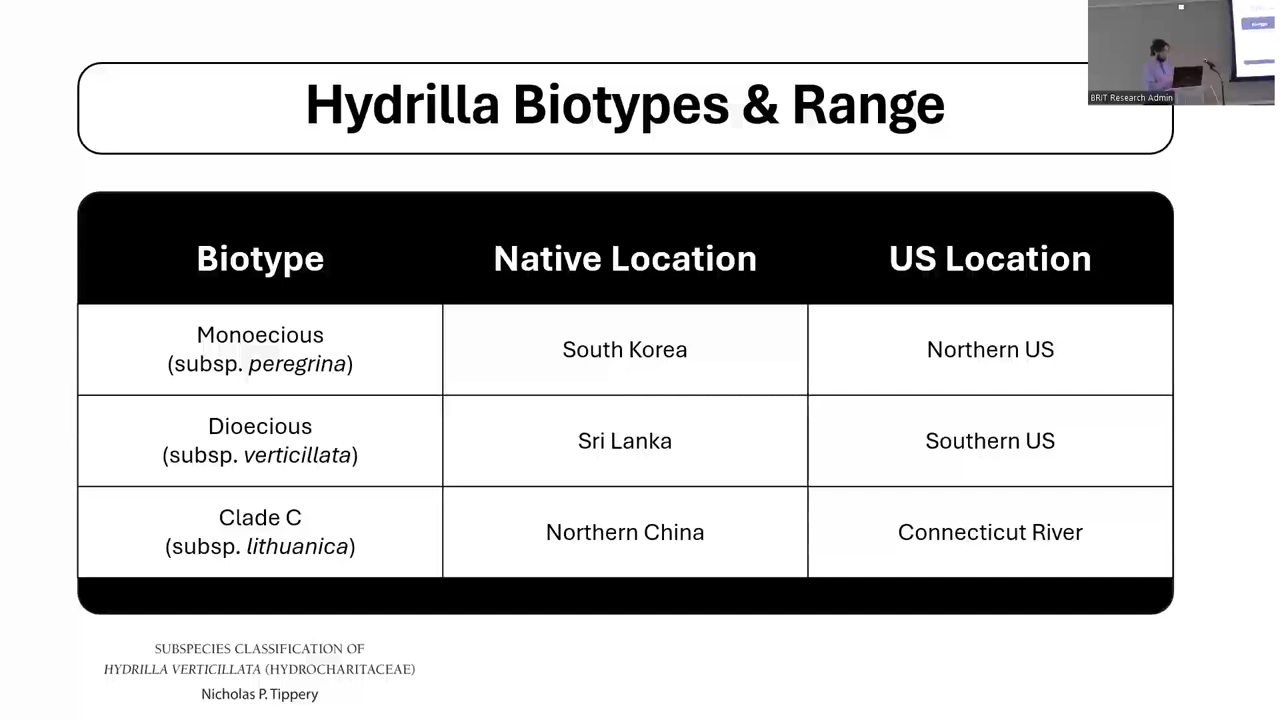 Hydrilla Biotypes & Range
BRIT Research Admin
Biotype
Native Location
US Location
Monoecious
(subsp. peregrina)
South Korea
Northern US
Dioecious
(subsp. verticillata)
Sri Lanka
Southern US
Clade C
(subsp. lithuanica)
Northern China
Connecticut River
SUBSPECIES CLASSIFICATION OF
HYDRILLA VERTICILLATA (HYDROCHARITACEAE)
Nicholas P. Tippery